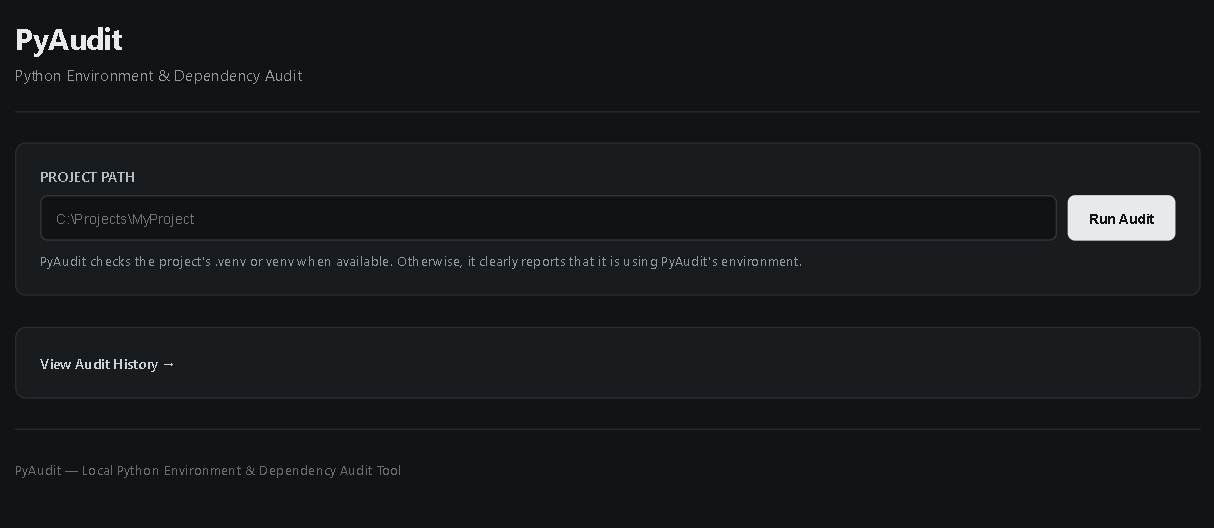 PyAudit
Python Environment & Dependency Audit
PROJECT PATH
C:\Projects\MyProject
Run Audit
PyAudit checks the project's .venv or venv when available. Otherwise, it clearly reports that it is using PyAudit's environment.
View Audit History →
PyAudit — Local Python Environment & Dependency Audit Tool